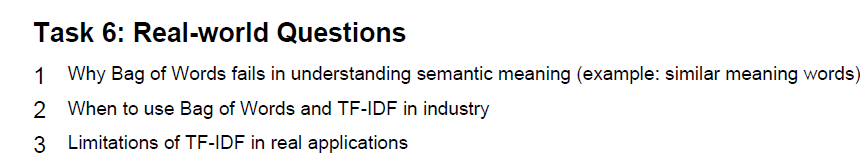 Task 6: Real-world Questions
1 Why Bag of Words fails in understanding semantic meaning (example: similar meaning words)
2 When to use Bag of Words and TF-IDF in industry
3 Limitations of TF-IDF in real applications